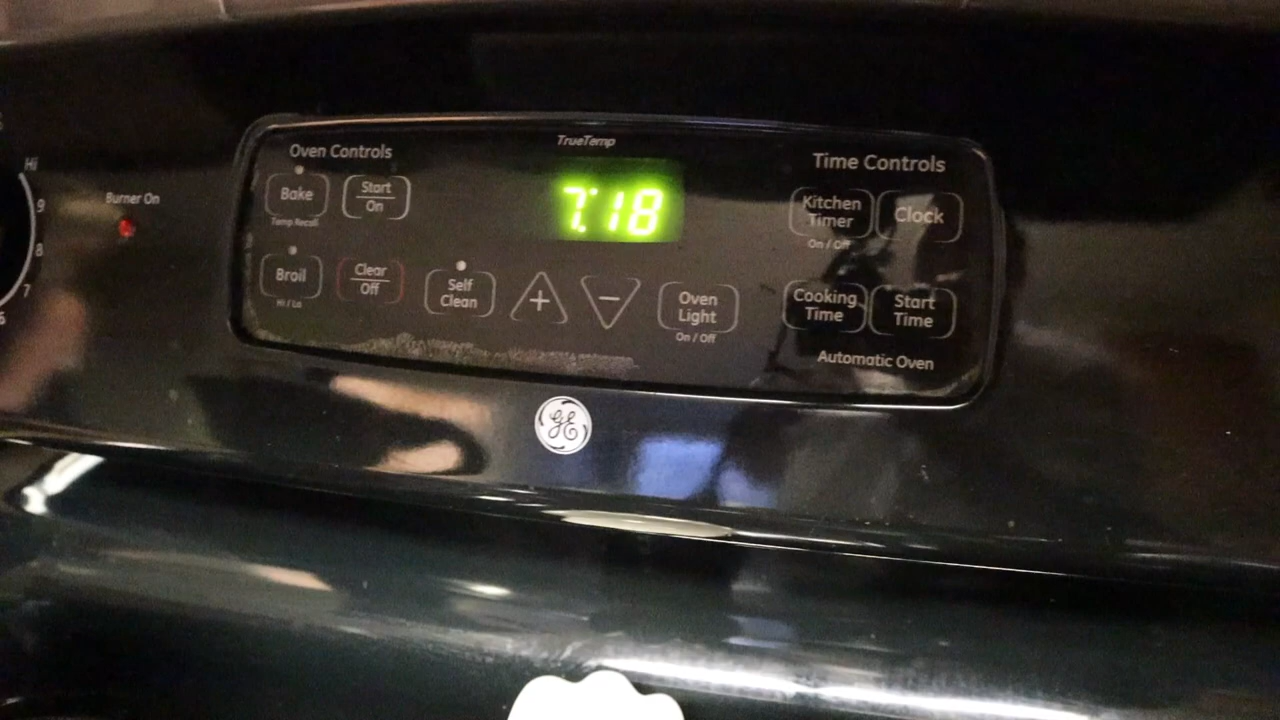 TrueTemp
Oven Controls
Bake
Temp Recall
Start
On
Broil
Hi / Lo
Clear
Off
Self
Clean
+
−
Oven
Light
On / Off
7:18
Time Controls
Kitchen
Timer
On / Off
Clock
Cooking
Time
Start
Time
Automatic Oven
Burner On
Hi
9
8
7
6
GE